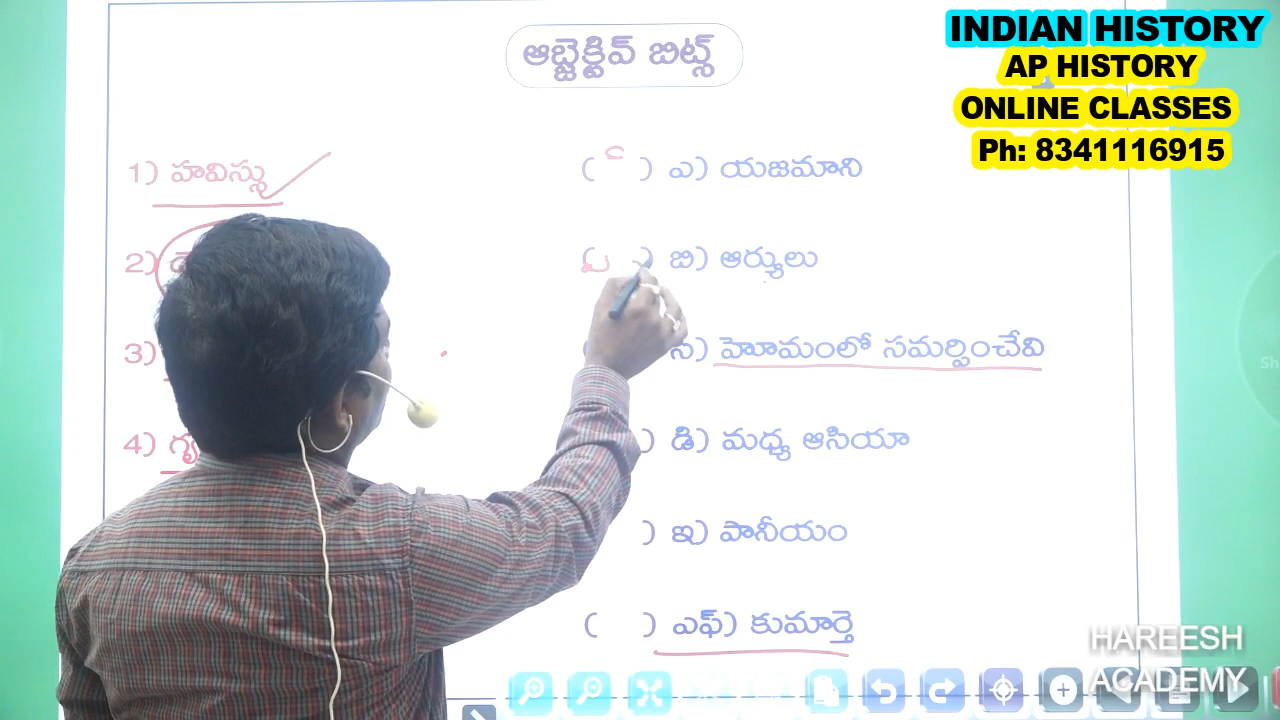 ఆబ్జెక్టివ్ బిట్స్
INDIAN HISTORY
AP HISTORY
ONLINE CLASSES
Ph: 8341116915
1) హవిస్సు ( c ) ఎ) యజమాని
2) ( ) బి) ఆర్యులు
3) హోమంలో సమర్పించేవి
4) ) డి) మధ్య ఆసియా
) ఇ) పానీయం
( ) ఎఫ్) కుమార్తె
HAREESH
ACADEMY